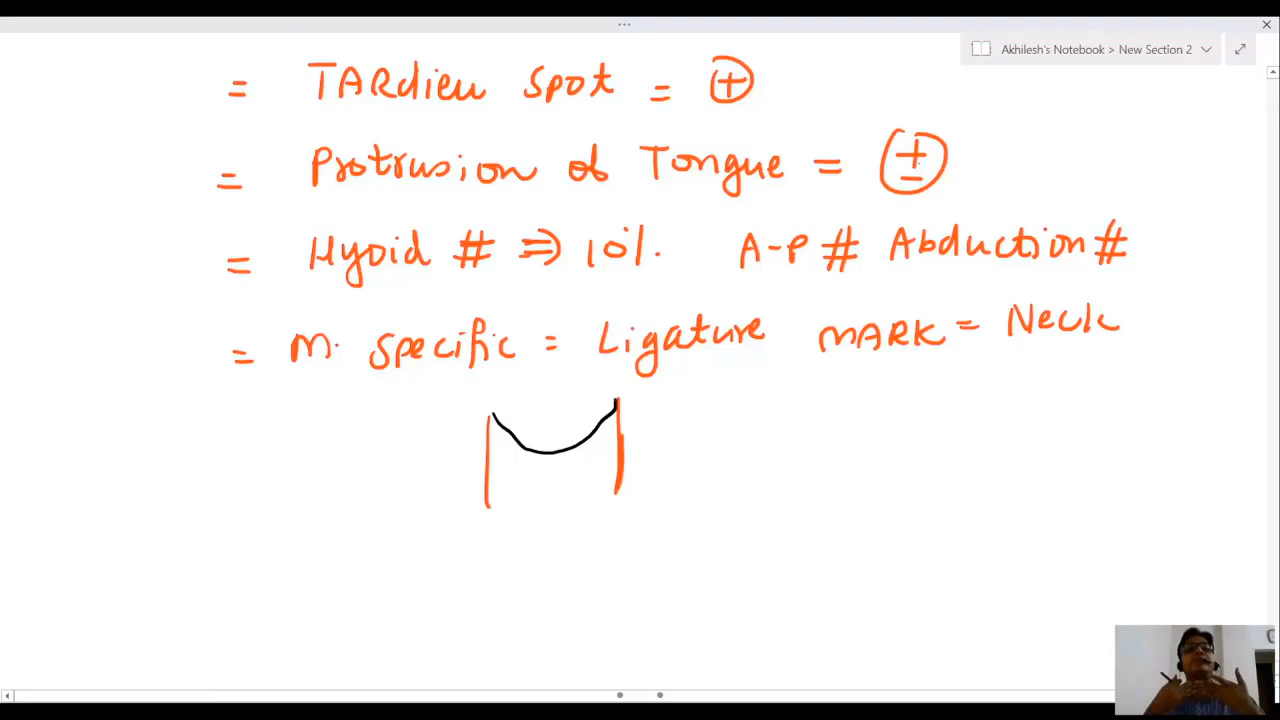 Akhilesh's Notebook > New Section 2
= TARdieu Spot = +
= Protrusion of Tongue = ±
= Hyoid # ⇒ 10%. A-P # Abduction #
= M. Specific = Ligature MARK = Neck